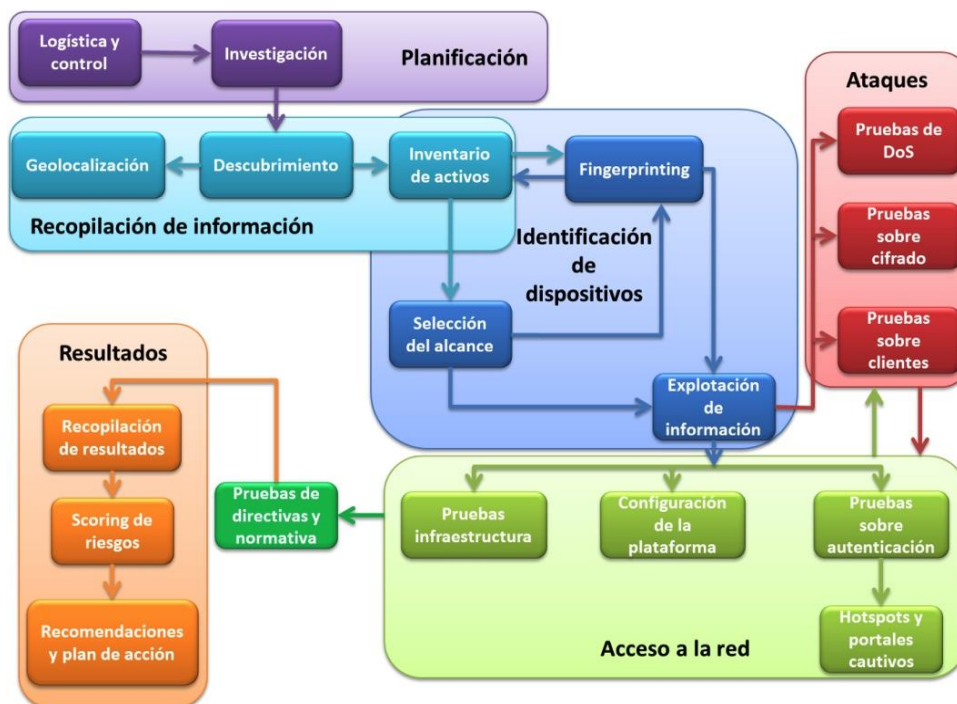 Logística y
control
Investigación
Planificación
Ataques
Pruebas de
DoS
Pruebas
sobre
cifrado
Pruebas
sobre
clientes
Geolocalización
Descubrimiento
Inventario
de activos
Recopilación de información
Fingerprinting
Identificación
de
dispositivos
Selección
del alcance
Explotación
de
información
Resultados
Recopilación
de resultados
Scoring de
riesgos
Recomendaciones
y plan de acción
Pruebas de
directivas y
normativa
Pruebas
infraestructura
Configuración
de la
plataforma
Pruebas
sobre
autenticación
Hotspots y
portales
cautivos
Acceso a la red